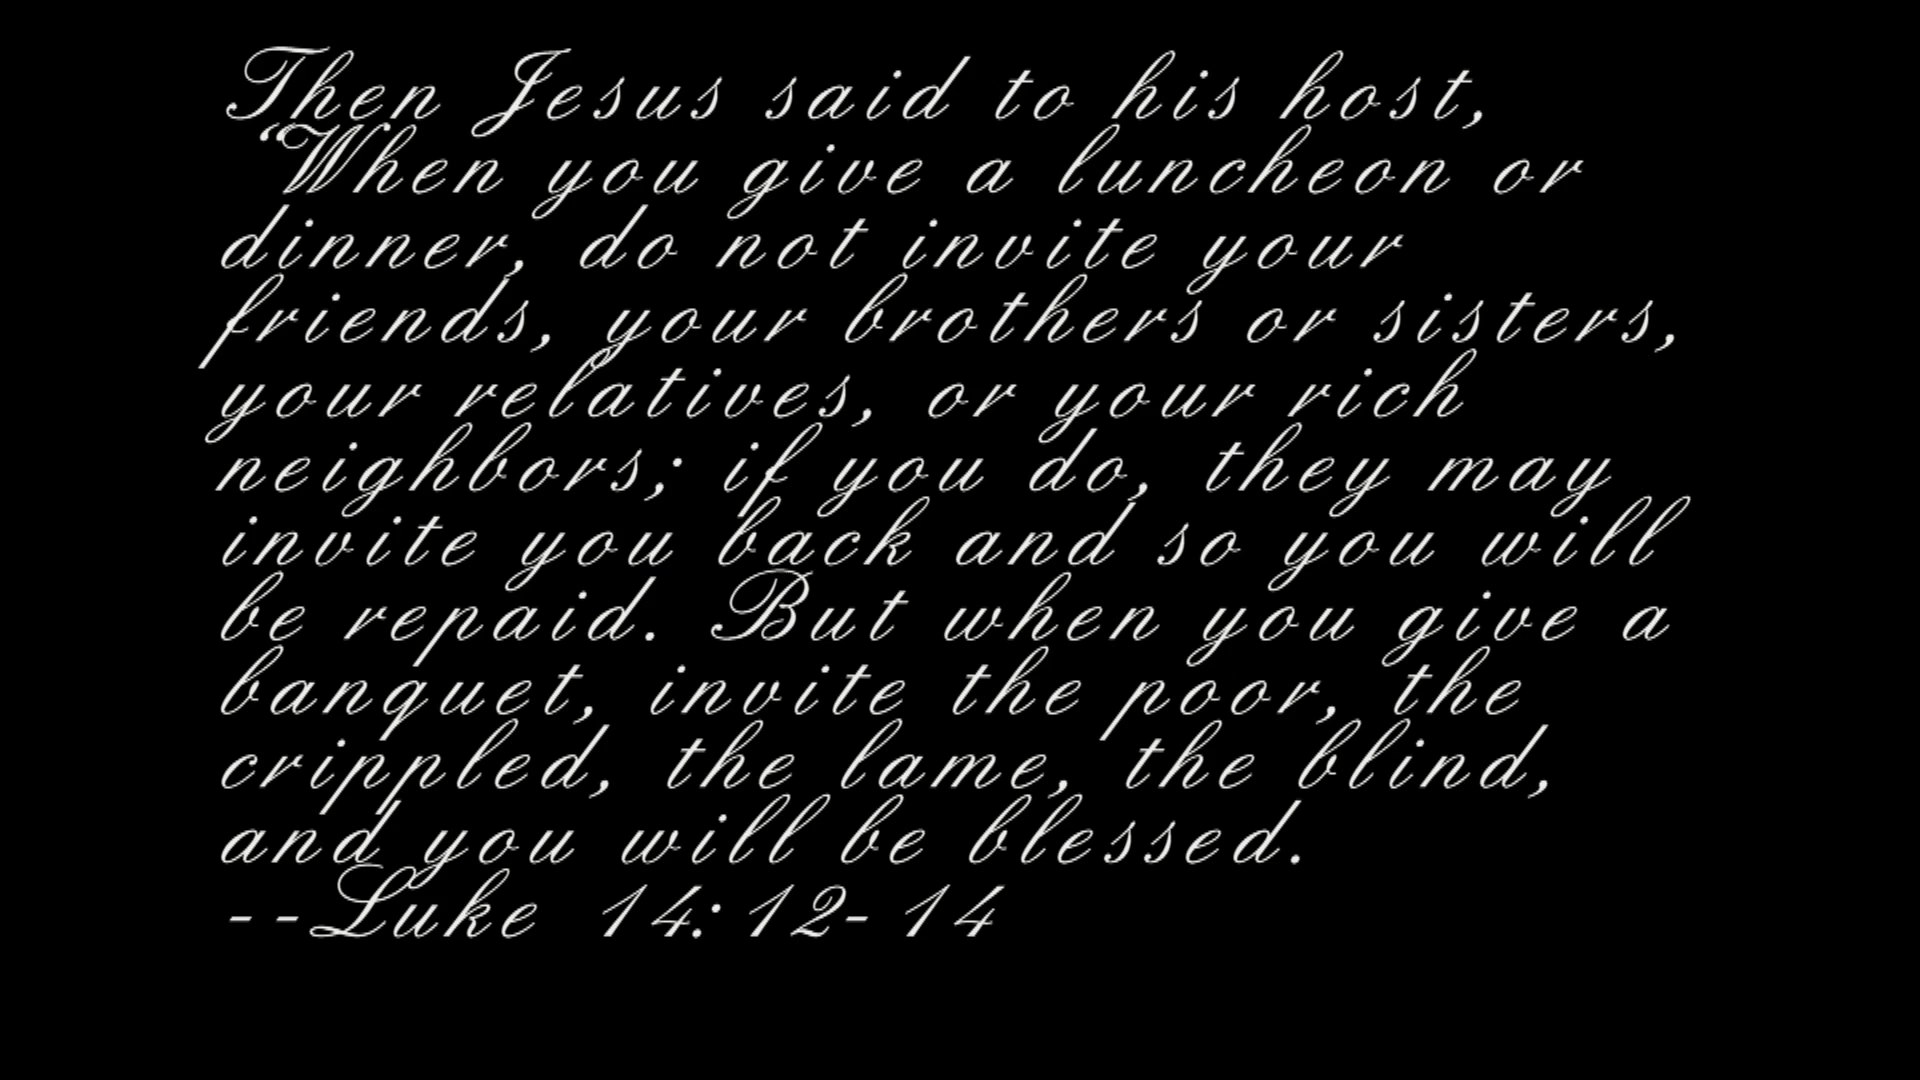 Then Jesus said to his host,
“When you give a luncheon or
dinner, do not invite your
friends, your brothers or sisters,
your relatives, or your rich
neighbors; if you do, they may
invite you back and so you will
be repaid. But when you give a
banquet, invite the poor, the
crippled, the lame, the blind,
and you will be blessed.
--Luke 14:12-14